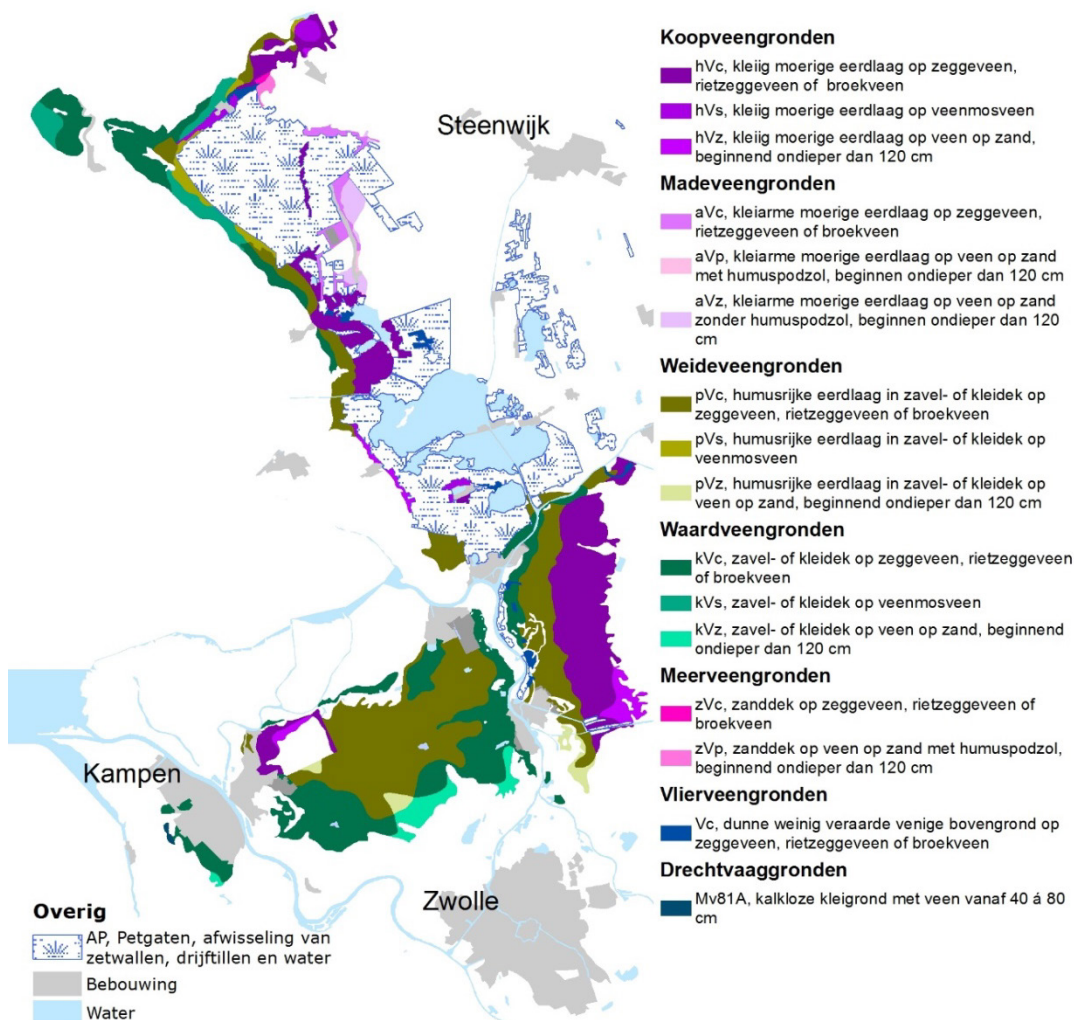 Steenwijk
Kampen
Zwolle
Overig
AP, Petgaten, afwisseling van
zetwallen, drijftillen en water
Bebouwing
Water
Koopveengronden
hVc, kleiig moerige eerdlaag op zeggeveen,
rietzeggeveen of broekveen
hVs, kleiig moerige eerdlaag op veenmosveen
hVz, kleiig moerige eerdlaag op veen op zand,
beginnend ondieper dan 120 cm
Madeveengronden
aVc, kleiarme moerige eerdlaag op zeggeveen,
rietzeggeveen of broekveen
aVp, kleiarme moerige eerdlaag op veen op zand
met humuspodzol, beginnen ondieper dan 120 cm
aVz, kleiarme moerige eerdlaag op veen op zand
zonder humuspodzol, beginnen ondieper dan 120
cm
Weideveengronden
pVc, humusrijke eerdlaag in zavel- of kleidek op
zeggeveen, rietzeggeveen of broekveen
pVs, humusrijke eerdlaag in zavel- of kleidek op
veenmosveen
pVz, humusrijke eerdlaag in zavel- of kleidek op
veen op zand, beginnend ondieper dan 120 cm
Waardveengronden
kVc, zavel- of kleidek op zeggeveen, rietzeggeveen
of broekveen
kVs, zavel- of kleidek op veenmosveen
kVz, zavel- of kleidek op veen op zand, beginnend
ondieper dan 120 cm
Meerveengronden
zVc, zanddek op zeggeveen, rietzeggeveen of
broekveen
zVp, zanddek op veen op zand met humuspodzol,
beginnend ondieper dan 120 cm
Vlierveengronden
Vc, dunne weinig veraarde venige bovengrond op
zeggeveen, rietzeggeveen of broekveen
Drechtvaaggronden
Mv81A, kalkloze kleigrond met veen vanaf 40 á 80
cm